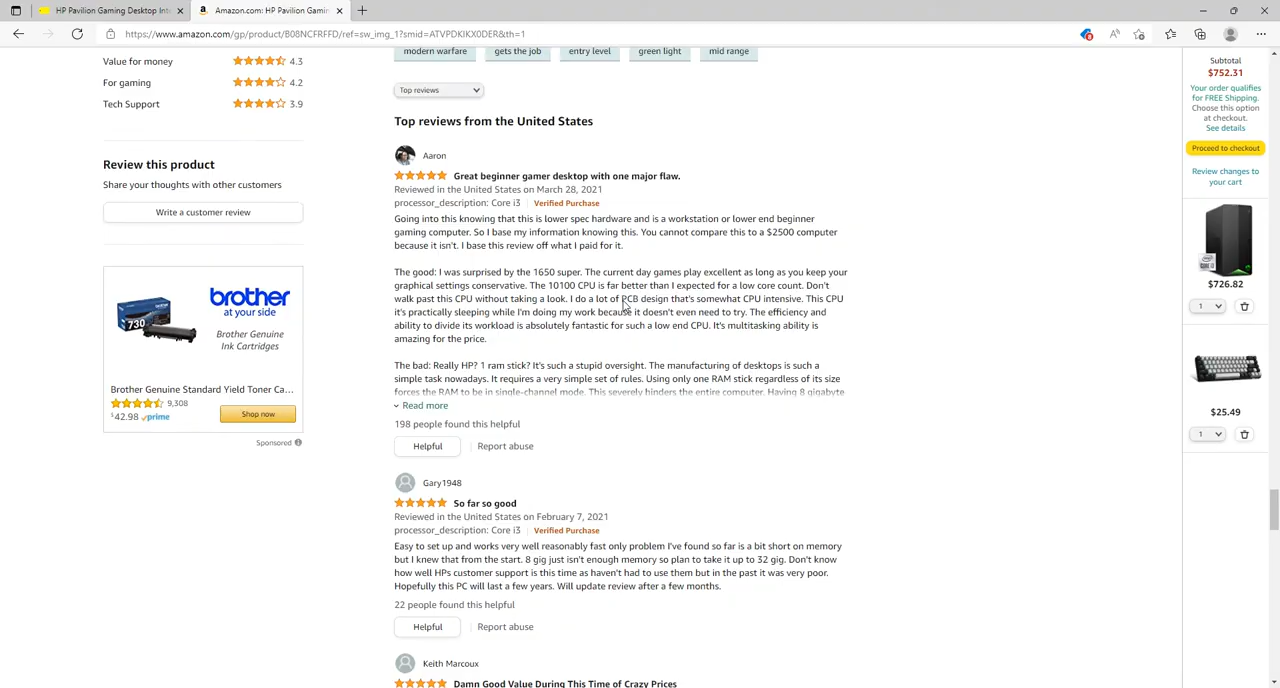 HP Pavilion Gaming Desktop Inte
Amazon.com: HP Pavilion Gamin
https://www.amazon.com/gp/product/B08NCFRFFD/ref=sw_img_1?smid=ATVPDKIKX0DER&th=1
modern warfare
gets the job
entry level
green light
mid range
Value for money 4.3
For gaming 4.2
Tech Support 3.9
Review this product
Share your thoughts with other customers
Write a customer review
brother
at your side
730
Brother Genuine
Ink Cartridges
Brother Genuine Standard Yield Toner Ca...
9,308
$42.98 prime
Shop now
Sponsored
Top reviews
Top reviews from the United States
Aaron
Great beginner gamer desktop with one major flaw.
Reviewed in the United States on March 28, 2021
processor_description: Core i3 | Verified Purchase
Going into this knowing that this is lower spec hardware and is a workstation or lower end beginner
gaming computer. So I base my information knowing this. You cannot compare this to a $2500 computer
because it isn't. I base this review off what I paid for it.
The good: I was surprised by the 1650 super. The current day games play excellent as long as you keep your
graphical settings conservative. The 10100 CPU is far better than I expected for a low core count. Don't
walk past this CPU without taking a look. I do a lot of PCB design that's somewhat CPU intensive. This CPU
it's practically sleeping while I'm doing my work because it doesn't even need to try. The efficiency and
ability to divide its workload is absolutely fantastic for such a low end CPU. It's multitasking ability is
amazing for the price.
The bad: Really HP? 1 ram stick? It's such a stupid oversight. The manufacturing of desktops is such a
simple task nowadays. It requires a very simple set of rules. Using only one RAM stick regardless of its size
forces the RAM to be in single-channel mode. This severely hinders the entire computer. Having 8 gigabyte
Read more
198 people found this helpful
Helpful | Report abuse
Gary1948
So far so good
Reviewed in the United States on February 7, 2021
processor_description: Core i3 | Verified Purchase
Easy to set up and works very well reasonably fast only problem I've found so far is a bit short on memory
but I knew that from the start. 8 gig just isn't enough memory so plan to take it up to 32 gig. Don't know
how well HPs customer support is this time as haven't had to use them but in the past it was very poor.
Hopefully this PC will last a few years. Will update review after a few months.
22 people found this helpful
Helpful | Report abuse
Keith Marcoux
Damn Good Value During This Time of Crazy Prices
Subtotal
$752.31
Your order qualifies
for FREE Shipping.
Choose this option
at checkout.
See details
Proceed to checkout
Review changes to
your cart
$726.82
1
$25.49
1